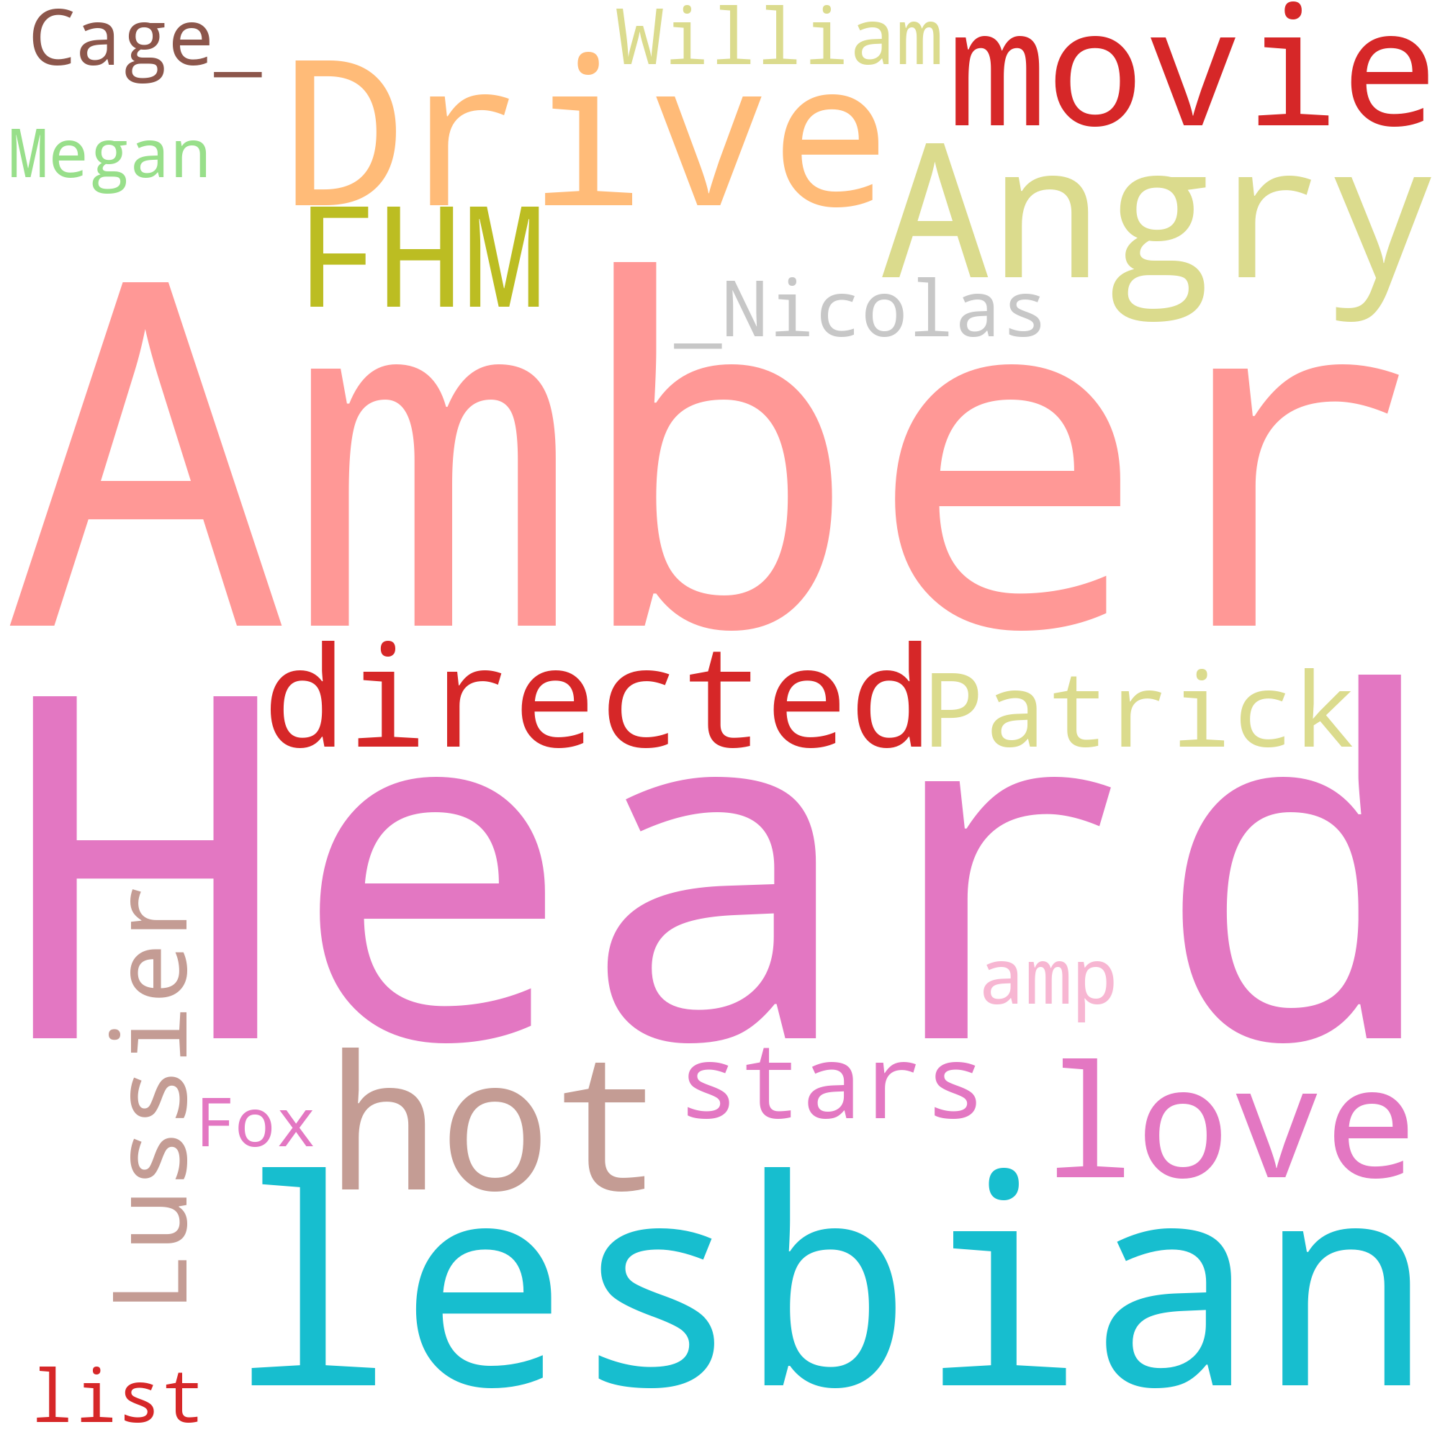 Cage_
William
movie
Drive
Megan
Angry
FHM
_Nicolas
Amber
directed
Patrick
Heard
Lussier
amp
hot
stars
love
Fox
lesbian
list